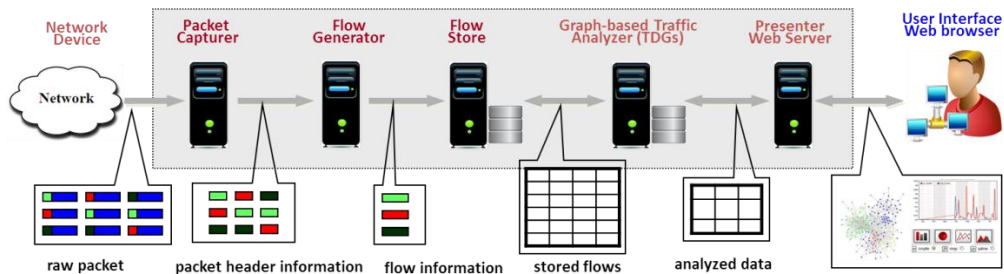 Network
Device
Packet
Capturer
Flow
Generator
Flow
Store
Graph-based Traffic
Analyzer (TDGs)
Presenter
Web Server
User Interface
Web browser
Network
raw packet
packet header information
flow information
stored flows
analyzed data